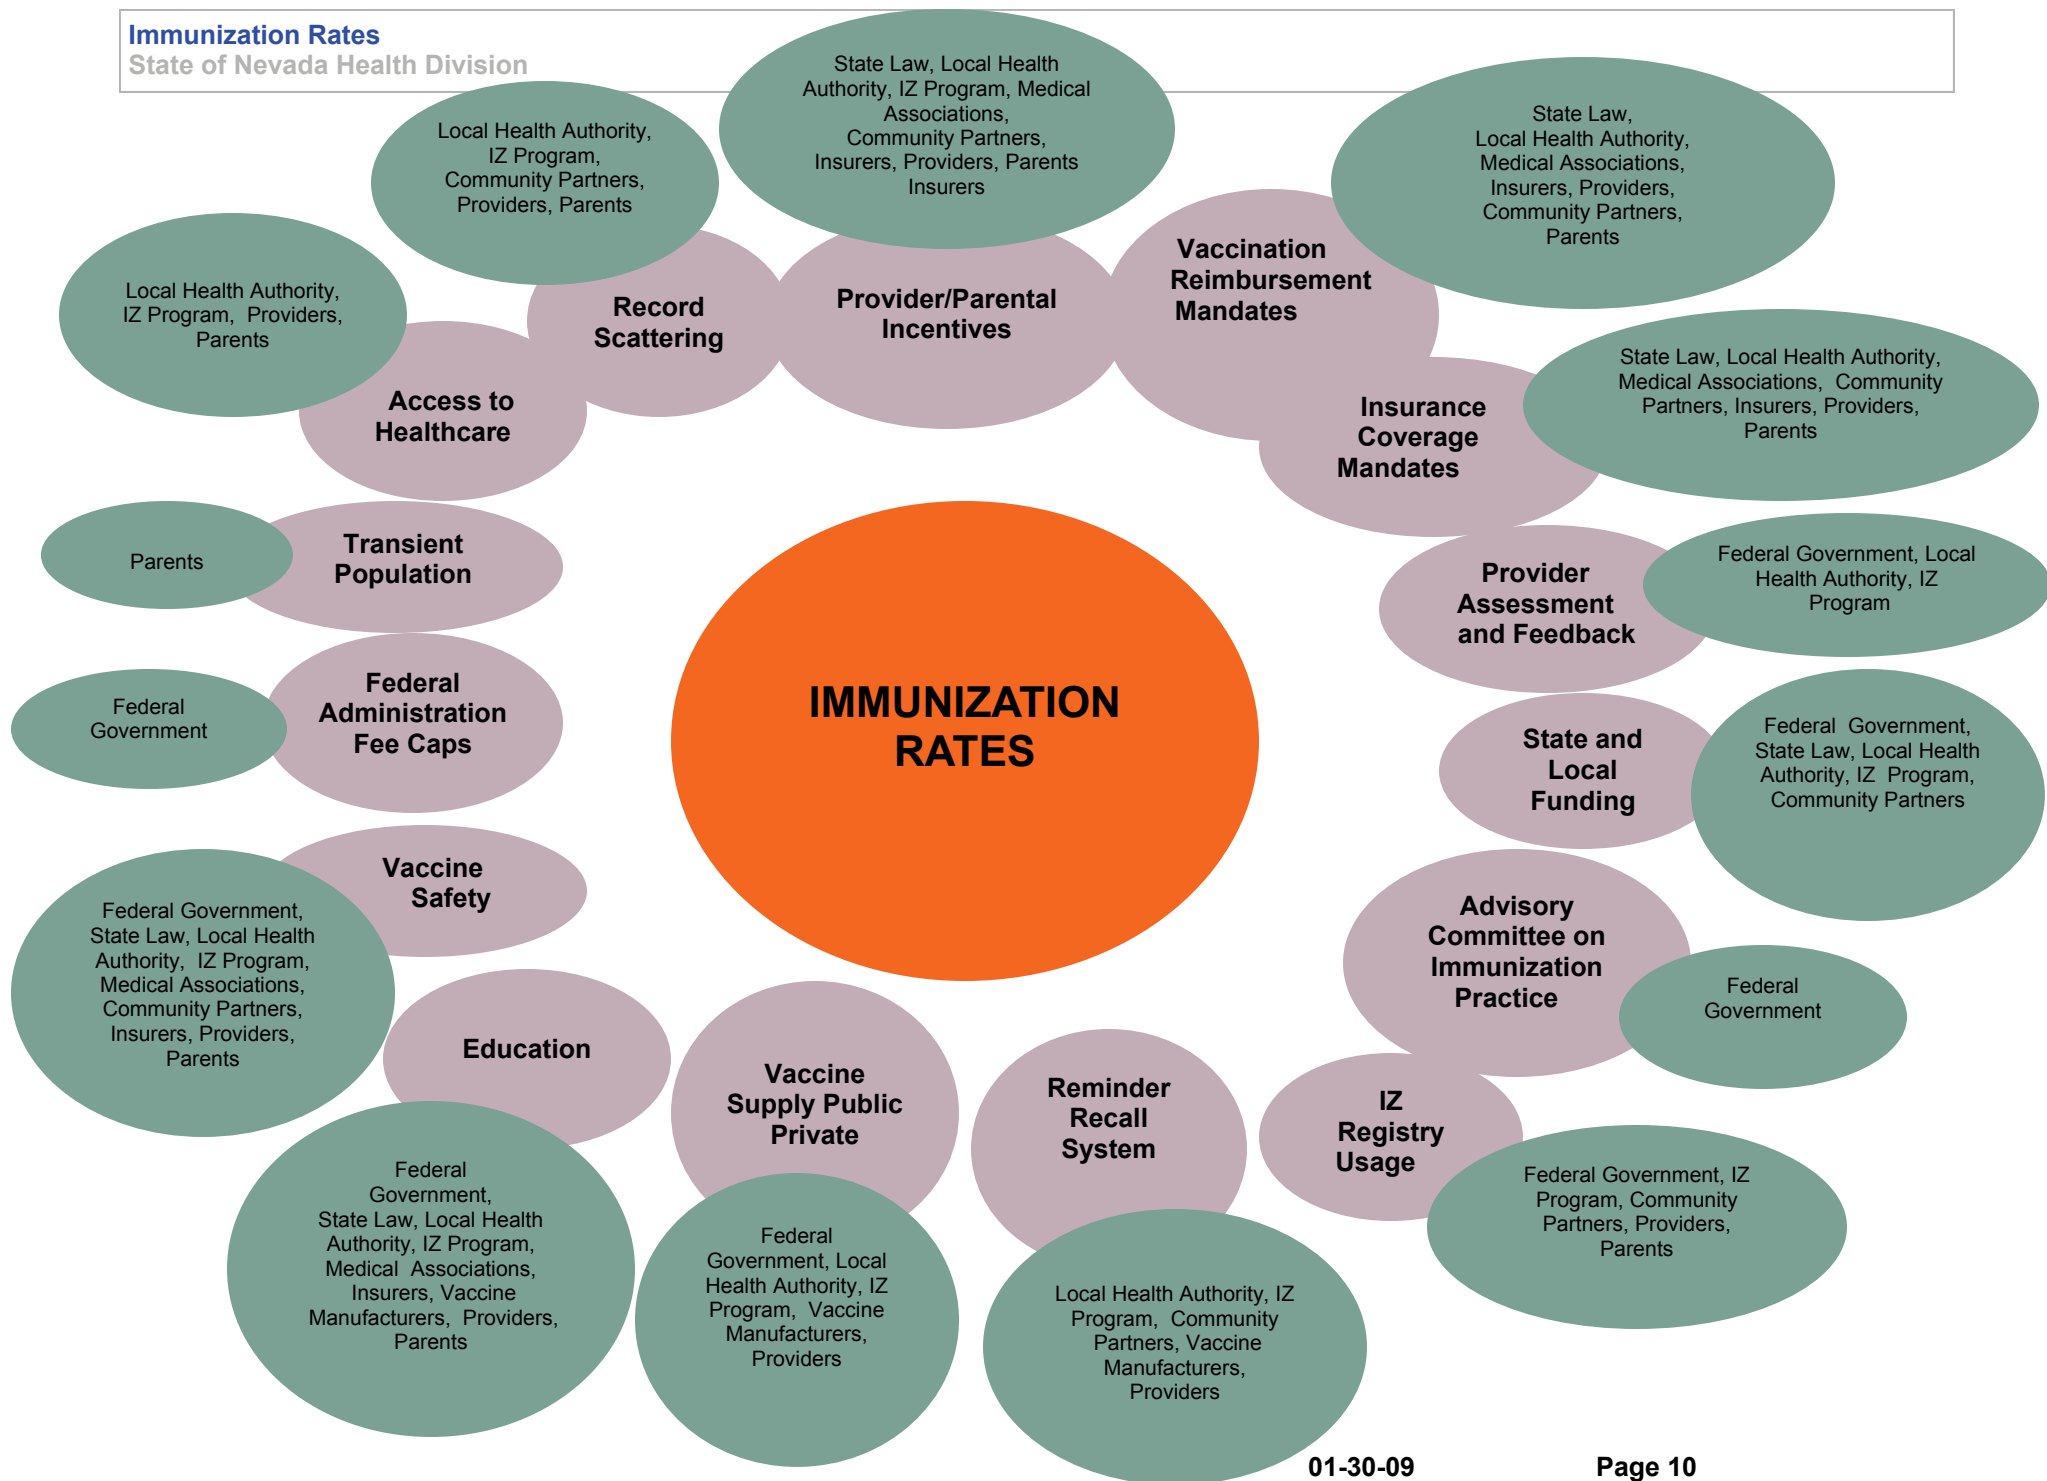 Immunization Rates
State of Nevada Health Division
State Law, Local Health
Authority, IZ Program, Medical
Associations,
Community Partners,
Insurers, Providers, Parents
Insurers
Provider/Parental
Incentives
State Law,
Local Health Authority,
Medical Associations,
Insurers, Providers,
Community Partners,
Parents
Vaccination
Reimbursement
Mandates
State Law, Local Health Authority,
Medical Associations, Community
Partners, Insurers, Providers,
Parents
Insurance
Coverage
Mandates
Federal Government, Local
Health Authority, IZ
Program
Provider
Assessment
and Feedback
Federal Government,
State Law, Local Health
Authority, IZ Program,
Community Partners
State and
Local
Funding
Federal
Government
Advisory
Committee on
Immunization
Practice
Federal Government, IZ
Program, Community
Partners, Providers,
Parents
IZ
Registry
Usage
Local Health Authority, IZ
Program, Community
Partners, Vaccine
Manufacturers,
Providers
Reminder
Recall
System
Federal
Government, Local
Health Authority, IZ
Program, Vaccine
Manufacturers,
Providers
Vaccine
Supply Public
Private
Federal
Government,
State Law, Local Health
Authority, IZ Program,
Medical Associations,
Insurers, Vaccine
Manufacturers, Providers,
Parents
Education
Federal Government,
State Law, Local Health
Authority, IZ Program,
Medical Associations,
Community Partners,
Insurers, Providers,
Parents
Vaccine
Safety
Federal
Government
Federal
Administration
Fee Caps
Parents
Transient
Population
Local Health Authority,
IZ Program, Providers,
Parents
Access to
Healthcare
Local Health Authority,
IZ Program,
Community Partners,
Providers, Parents
Record
Scattering
IMMUNIZATION
RATES
01-30-09 Page 10